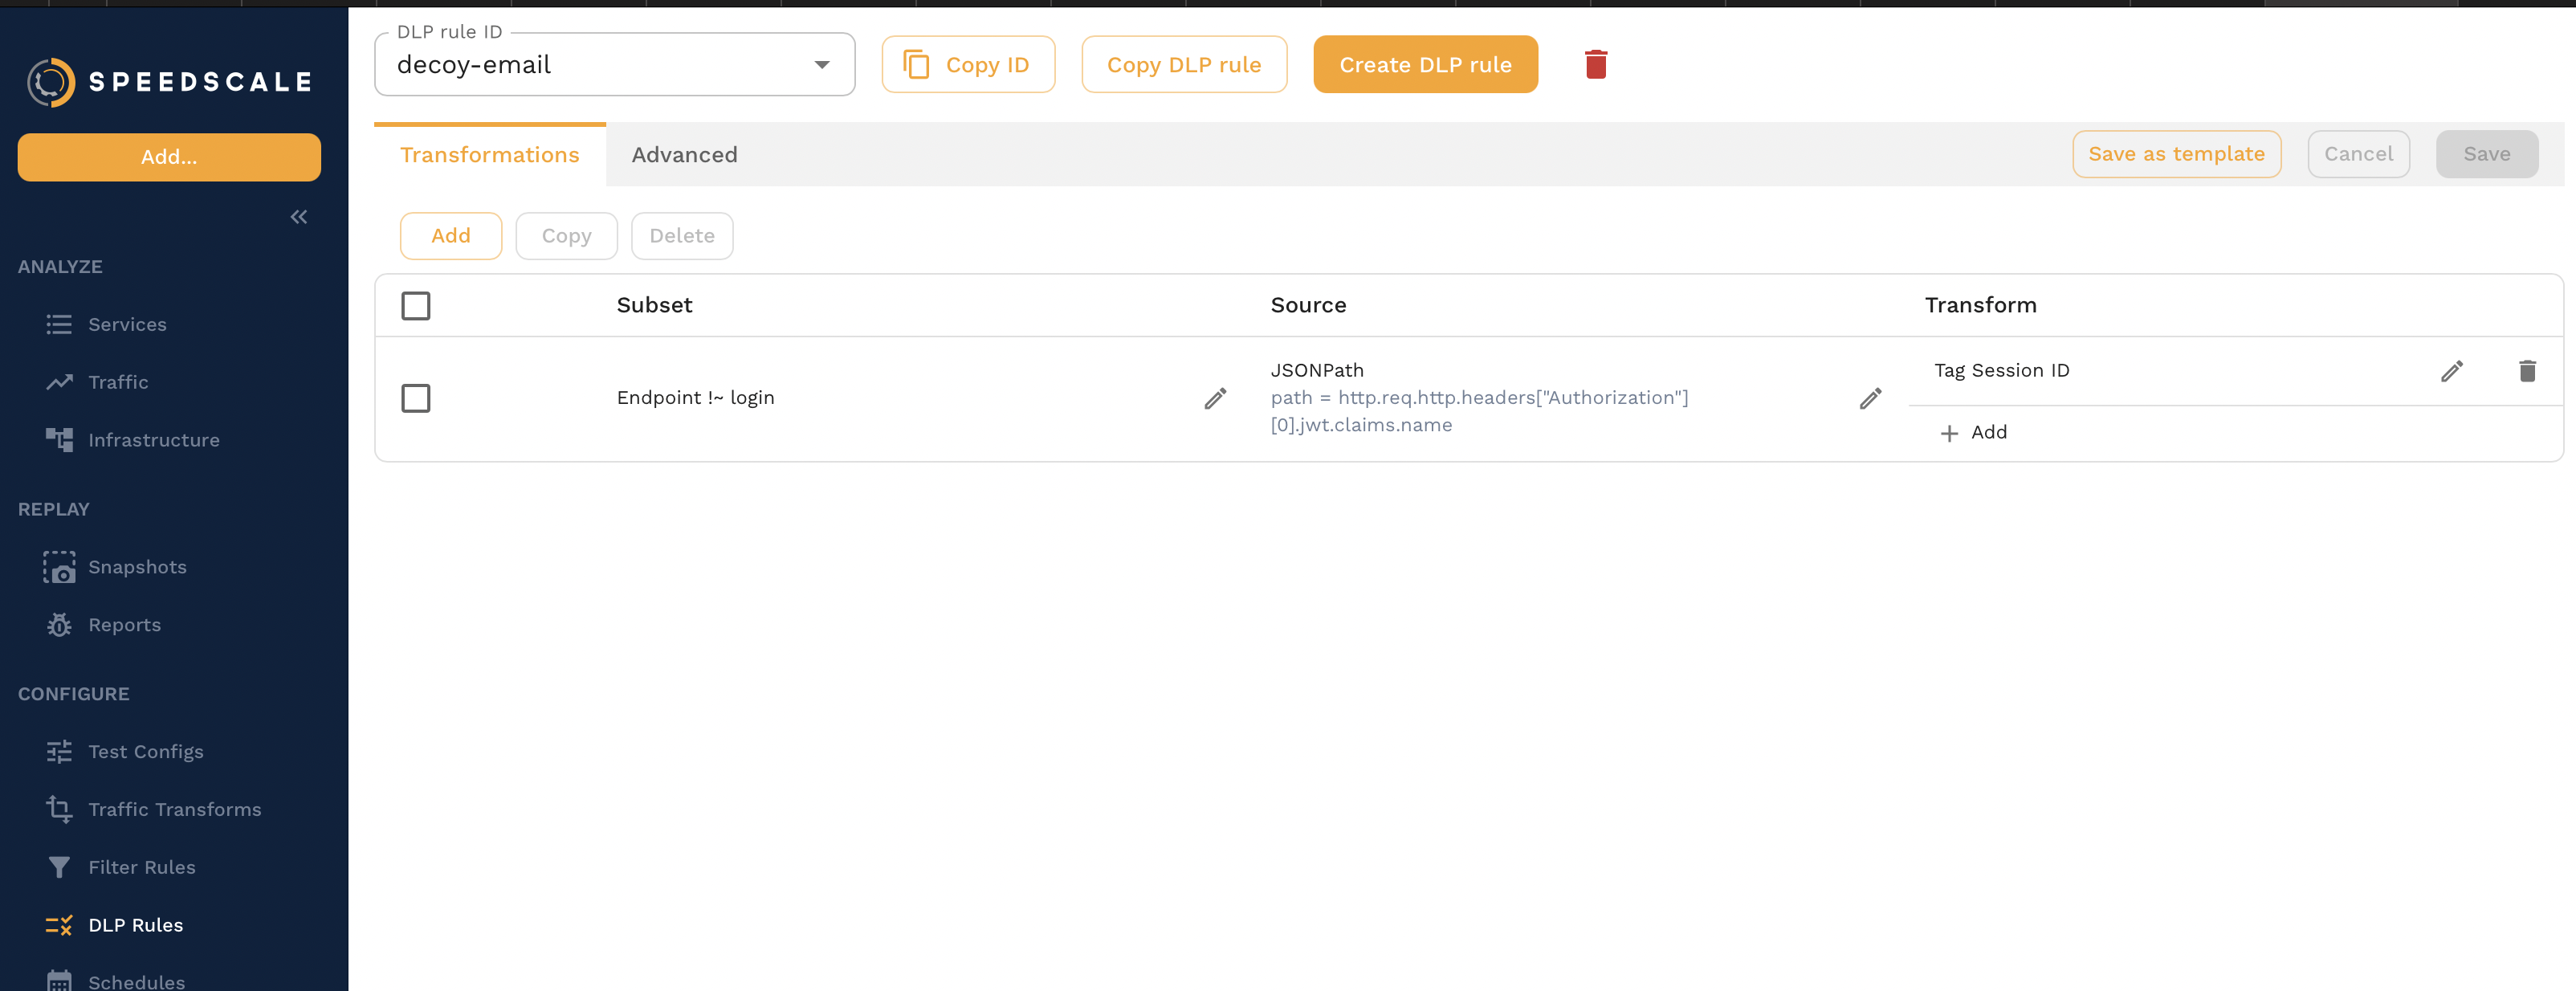 SPEEDSCALE
Add...
ANALYZE
Services
Traffic
Infrastructure
REPLAY
Snapshots
Reports
CONFIGURE
Test Configs
Traffic Transforms
Filter Rules
DLP Rules
Schedules
DLP rule ID
decoy-email
Copy ID
Copy DLP rule
Create DLP rule
Transformations
Advanced
Save as template
Cancel
Save
Add
Copy
Delete
Subset
Source
Transform
Endpoint !~ login
JSONPath
path = http.req.http.headers["Authorization"]
[0].jwt.claims.name
Tag Session ID
+ Add